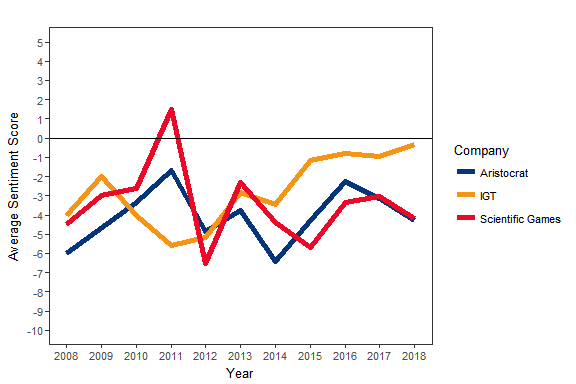 Average Sentiment Score
5
4
3
2
1
0
-1
-2
-3
-4
-5
-6
-7
-8
-9
-10
2008 2009 2010 2011 2012 2013 2014 2015 2016 2017 2018
Year
Company
Aristocrat
IGT
Scientific Games